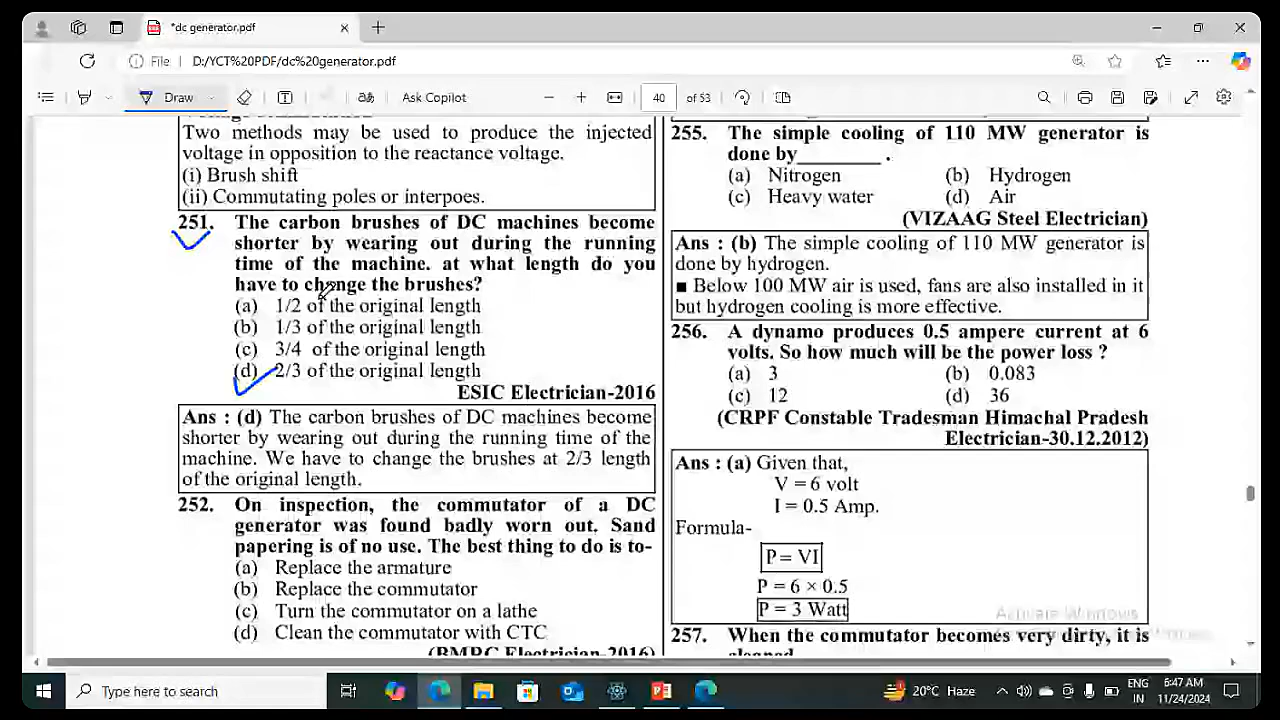 *dc generator.pdf
File
D:/YCT%20PDF/dc%20generator.pdf
Draw
Ask Copilot
40
of 53
Two methods may be used to produce the injected
voltage in opposition to the reactance voltage.
(i) Brush shift
(ii) Commutating poles or interpoes.
251. The carbon brushes of DC machines become
shorter by wearing out during the running
time of the machine. at what length do you
have to change the brushes?
(a) 1/2 of the original length
(b) 1/3 of the original length
(c) 3/4 of the original length
(d) 2/3 of the original length
ESIC Electrician-2016
Ans : (d) The carbon brushes of DC machines become
shorter by wearing out during the running time of the
machine. We have to change the brushes at 2/3 length
of the original length.
252. On inspection, the commutator of a DC
generator was found badly worn out. Sand
papering is of no use. The best thing to do is to-
(a) Replace the armature
(b) Replace the commutator
(c) Turn the commutator on a lathe
(d) Clean the commutator with CTC
(BMRC Electrician-2016)
255. The simple cooling of 110 MW generator is
done by________ .
(a) Nitrogen (b) Hydrogen
(c) Heavy water (d) Air
(VIZAAG Steel Electrician)
Ans : (b) The simple cooling of 110 MW generator is
done by hydrogen.
■ Below 100 MW air is used, fans are also installed in it
but hydrogen cooling is more effective.
256. A dynamo produces 0.5 ampere current at 6
volts. So how much will be the power loss ?
(a) 3 (b) 0.083
(c) 12 (d) 36
(CRPF Constable Tradesman Himachal Pradesh
Electrician-30.12.2012)
Ans : (a) Given that,
V = 6 volt
I = 0.5 Amp.
Formula-
P = VI
P = 6 × 0.5
P = 3 Watt
257. When the commutator becomes very dirty, it is
cleaned
Activate Windows
Type here to search
20°C Haze
ENG
IN
6:47 AM
11/24/2024